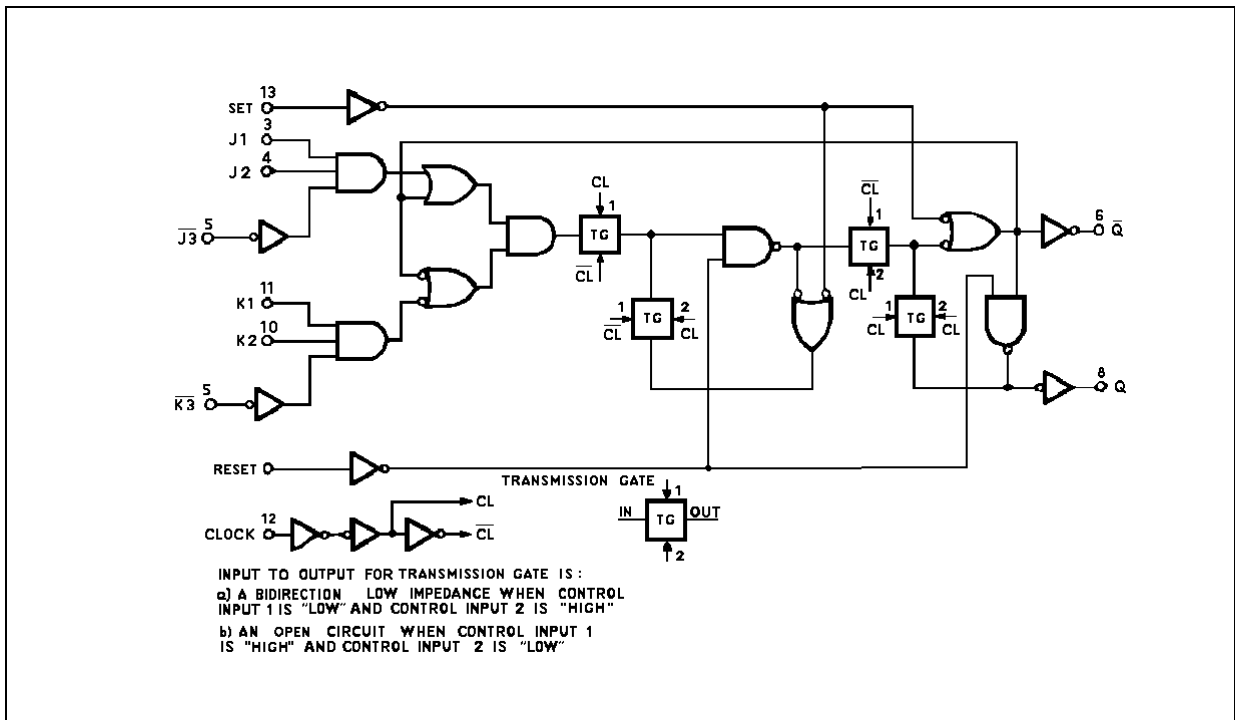 13
SET
3
J1
4
J2
5
J3
11
K1
10
K2
5
K3
RESET
12
CLOCK
CL
CL
CL
1
TG
CL
1
TG
2
CL
CL
CL
1
TG
2
CL
1
TG
2
CL
CL
6
Q
8
Q
TRANSMISSION GATE
1
IN
TG
OUT
2
INPUT TO OUTPUT FOR TRANSMISSION GATE IS :
a) A BIDIRECTION LOW IMPEDANCE WHEN CONTROL
INPUT 1 IS "LOW" AND CONTROL INPUT 2 IS "HIGH"
b) AN OPEN CIRCUIT WHEN CONTROL INPUT 1
IS "HIGH" AND CONTROL INPUT 2 IS "LOW"